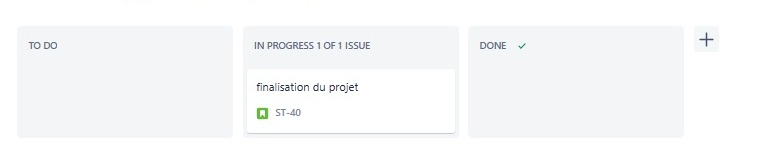 TO DO
IN PROGRESS 1 OF 1 ISSUE
DONE
finalisation du projet
ST-40